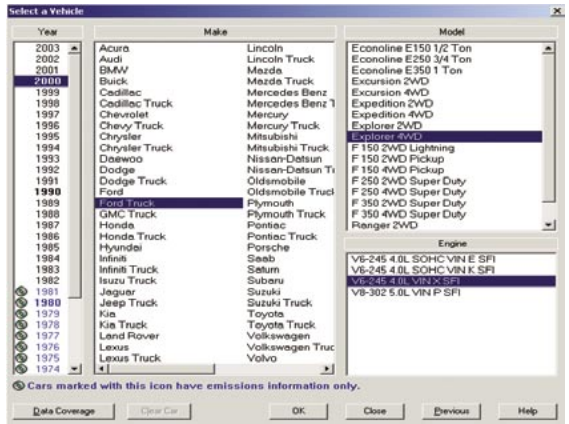 Select a Vehicle
Year
2003
2002
2001
2000
1999
1998
1997
1996
1995
1994
1993
1992
1991
1990
1989
1988
1987
1986
1985
1984
1983
1982
1981
1980
1979
1978
1977
1976
1975
1974
Make
Acura
Audi
BMW
Buick
Cadillac
Cadillac Truck
Chevrolet
Chevy Truck
Chrysler
Chrysler Truck
Daewoo
Dodge
Dodge Truck
Ford
Ford Truck
GMC Truck
Honda
Honda Truck
Hyundai
Infiniti
Infiniti Truck
Isuzu Truck
Jaguar
Jeep Truck
Kia
Kia Truck
Land Rover
Lexus
Lexus Truck
Lincoln
Lincoln Truck
Mazda
Mazda Truck
Mercedes Benz
Mercedes Benz T
Mercury
Mercury Truck
Mitsubishi
Mitsubishi Truck
Nissan-Datsun
Nissan-Datsun Tr
Oldsmobile
Oldsmobile Truck
Plymouth
Plymouth Truck
Pontiac
Pontiac Truck
Porsche
Saab
Saturn
Subaru
Suzuki
Suzuki Truck
Toyota
Toyota Truck
Volkswagen
Volkswagen Truc
Volvo
Model
Econoline E150 1/2 Ton
Econoline E250 3/4 Ton
Econoline E350 1 Ton
Excursion 2WD
Excursion 4WD
Expedition 2WD
Expedition 4WD
Explorer 2WD
Explorer 4WD
F 150 2WD Lightning
F 150 2WD Pickup
F 150 4WD Pickup
F 250 2WD Super Duty
F 250 4WD Super Duty
F 350 2WD Super Duty
F 350 4WD Super Duty
Ranger 2WD
Engine
V6-245 4.0L SOHC VIN E SFI
V6-245 4.0L SOHC VIN K SFI
V6-245 4.0L VIN X SFI
V8-302 5.0L VIN P SFI
Cars marked with this icon have emissions information only.
Data Coverage
Clear Car
OK
Close
Previous
Help